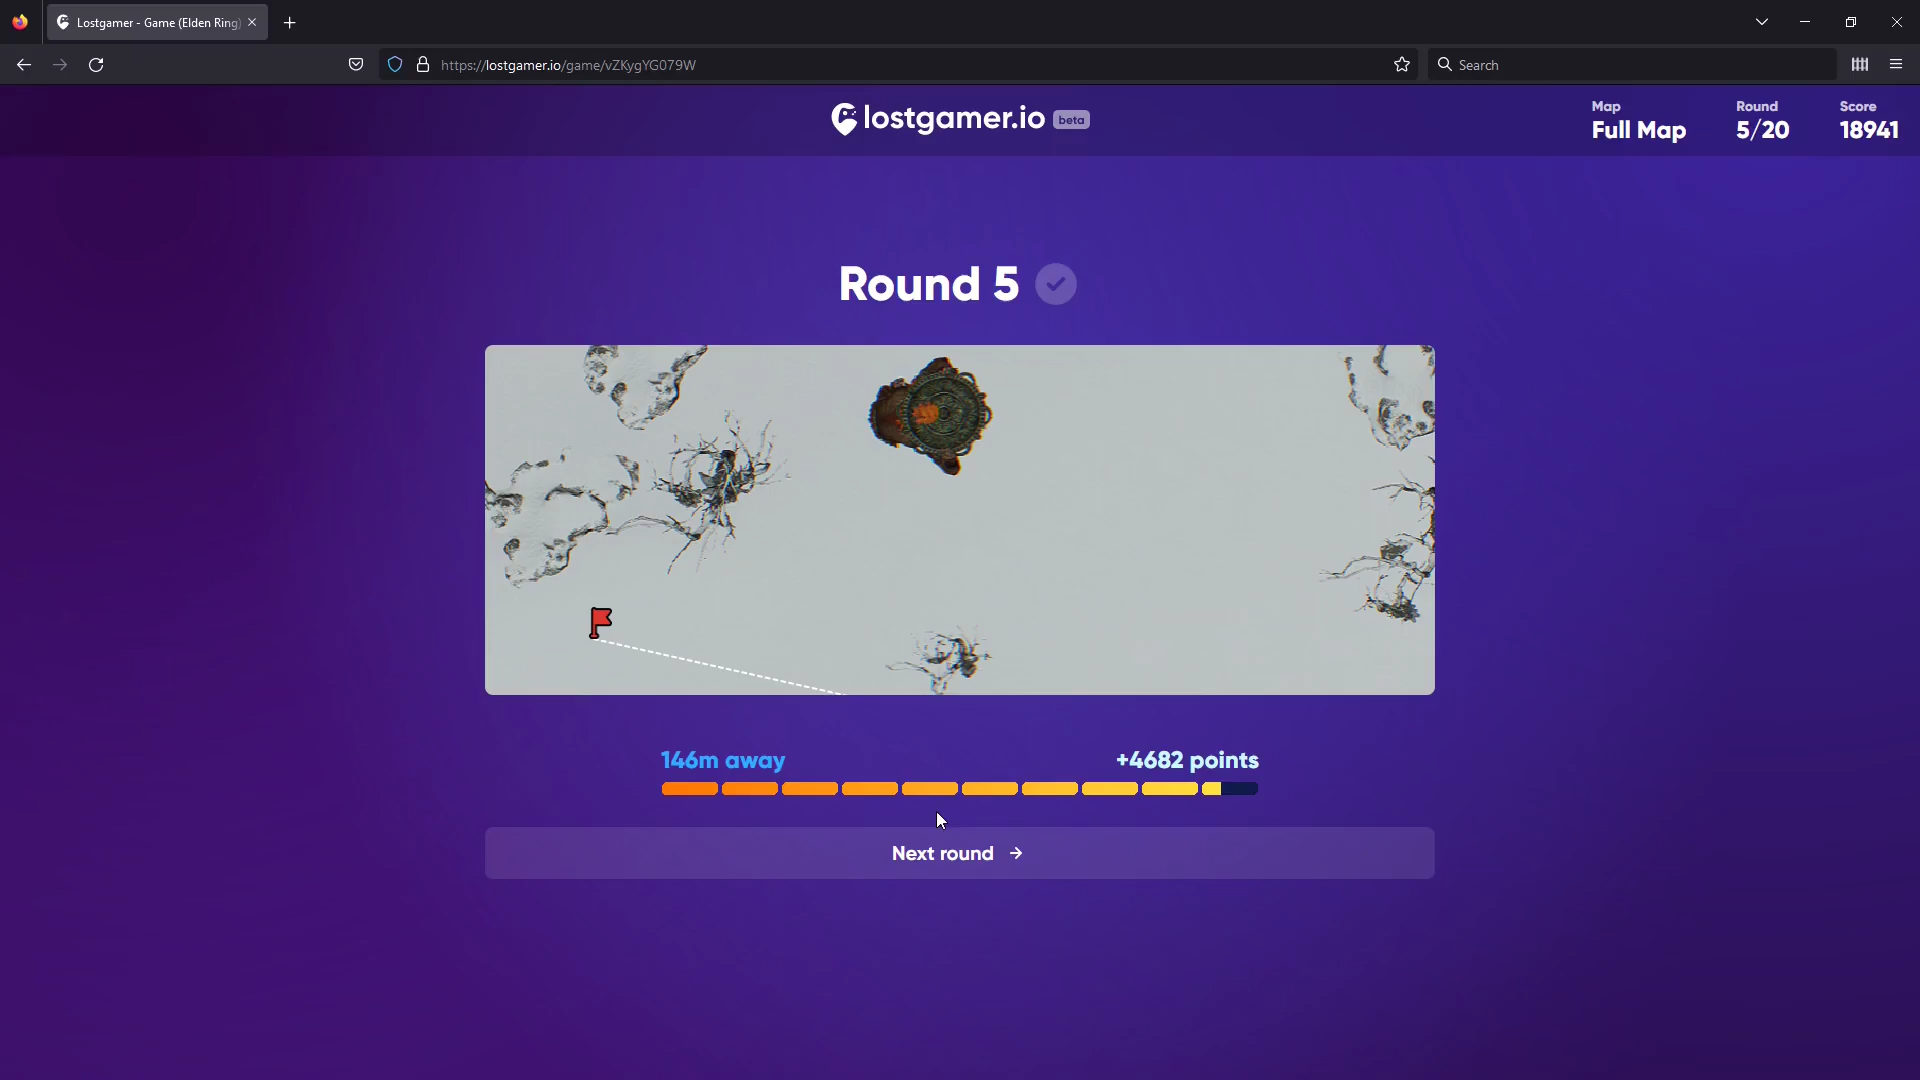 Lostgamer - Game (Elden Ring)
https://lostgamer.io/game/vZKygYG079W
Search
lostgamer.io beta
Map
Full Map
Round
5/20
Score
18941
Round 5
146m away
+4682 points
Next round